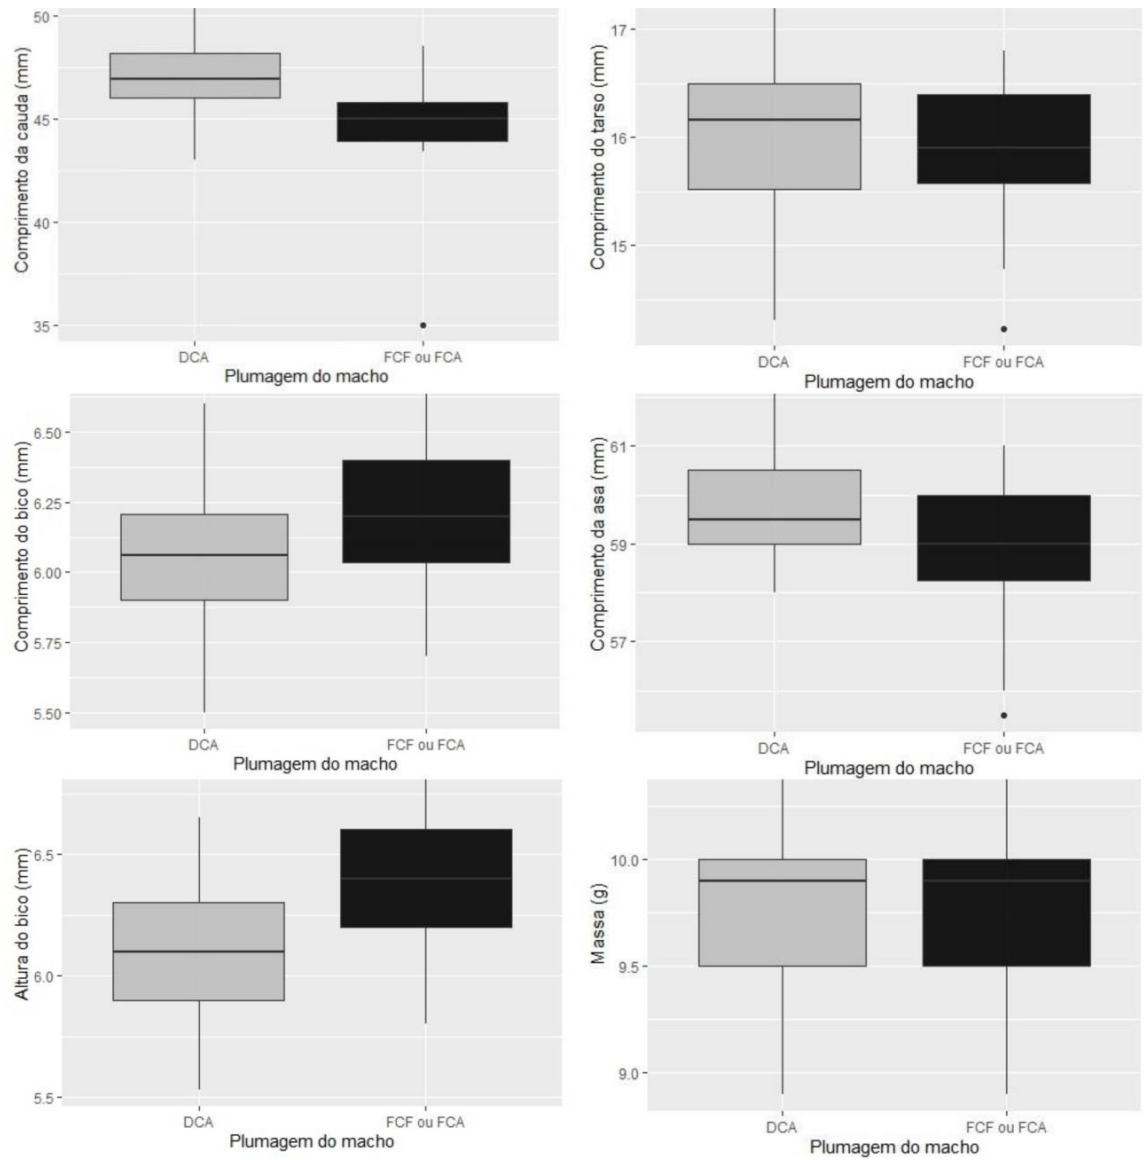 Comprimento da cauda (mm)
50
45
40
35
DCA
FCF ou FCA
Plumagem do macho
Comprimento do tarso (mm)
17
16
15
DCA
FCF ou FCA
Plumagem do macho
Comprimento do bico (mm)
6.50
6.25
6.00
5.75
5.50
DCA
FCF ou FCA
Plumagem do macho
Comprimento da asa (mm)
61
59
57
DCA
FCF ou FCA
Plumagem do macho
Altura do bico (mm)
6.5
6.0
5.5
DCA
FCF ou FCA
Plumagem do macho
Massa (g)
10.0
9.5
9.0
DCA
FCF ou FCA
Plumagem do macho